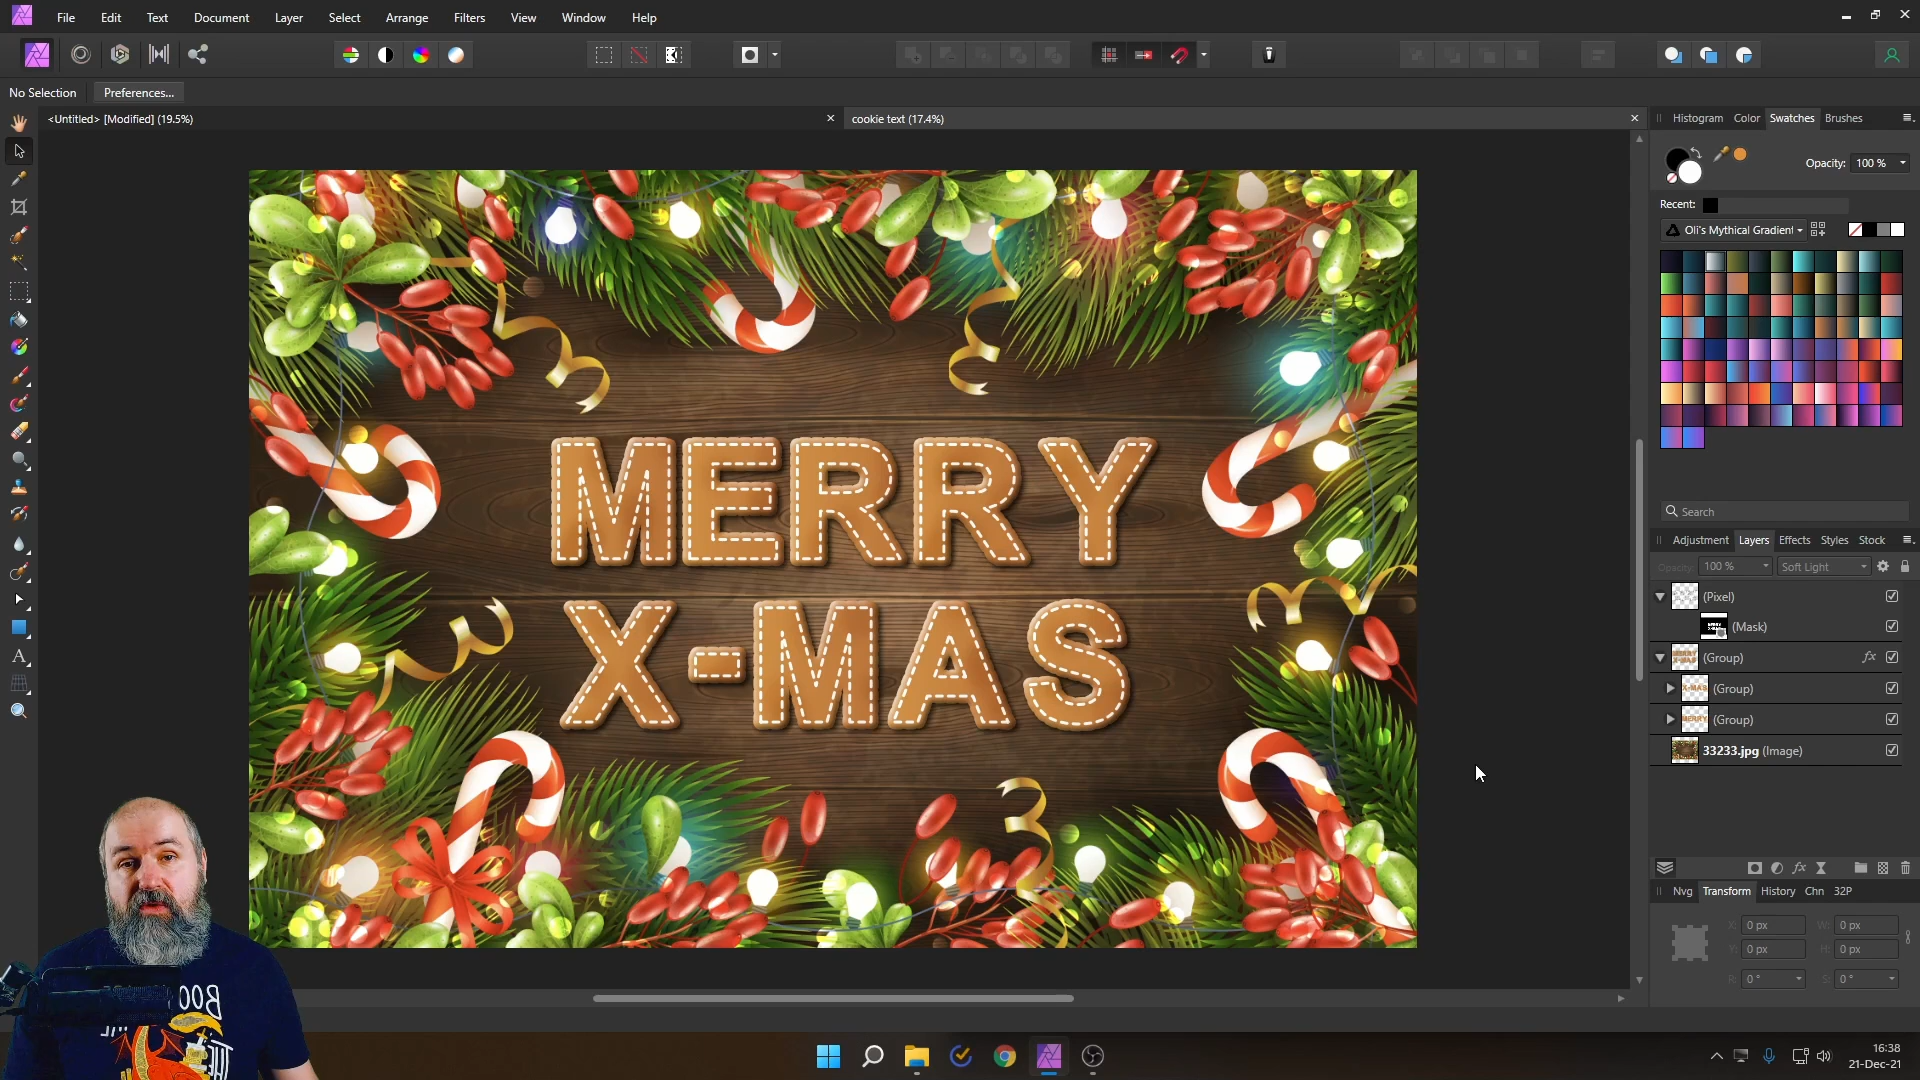 File Edit Text Document Layer Select Arrange Filters View Window Help
No Selection Preferences...
<Untitled> [Modified] (19.5%)
cookie text (17.4%)
Histogram Color Swatches Brushes
Opacity: 100 %
Recent:
Oli's Mythical Gradient
Search
Adjustment Layers Effects Styles Stock
Opacity: 100 % Soft Light
(Pixel)
(Mask)
(Group) fx
(Group)
(Group)
33233.jpg (Image)
fx
Nvg Transform History Chn 32P
X: 0 px W: 0 px
Y: 0 px H: 0 px
R: 0 ° S: 0 °
MERRY
X-MAS
16:38
21-Dec-21